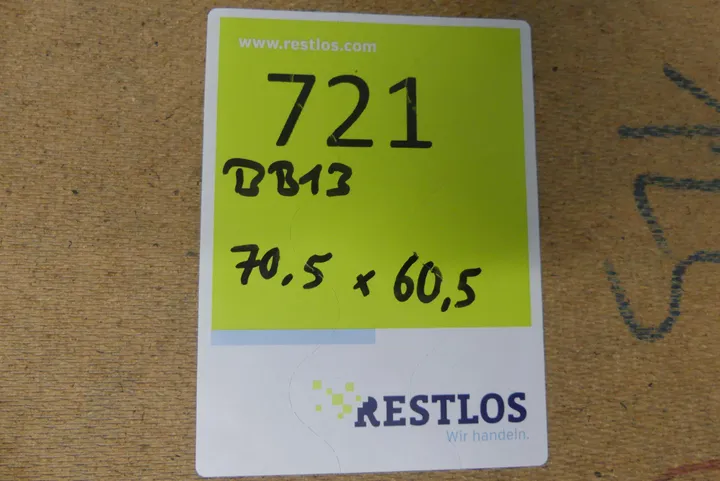 www.restlos.com
721
BB13
70,5 x 60,5
RESTLOS
Wir handeln.